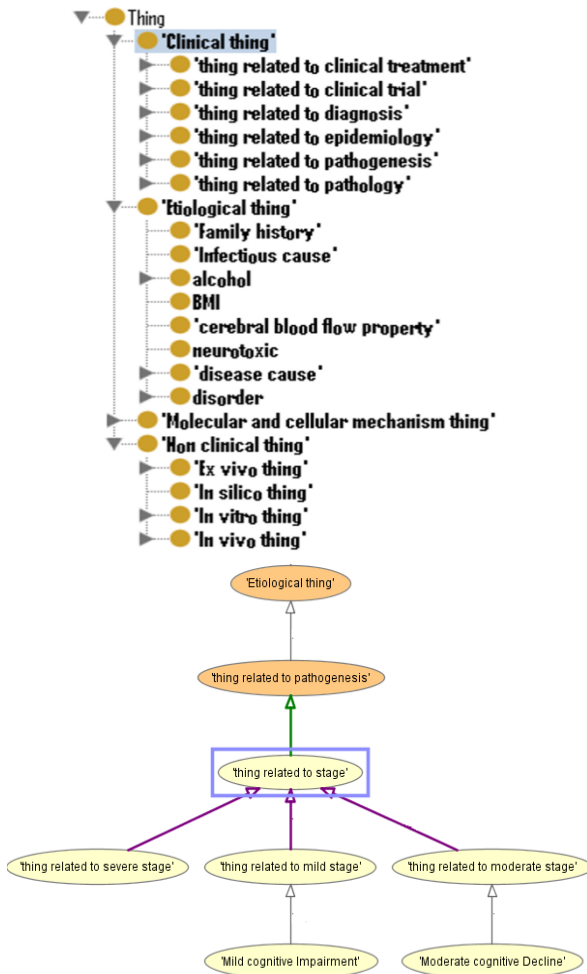 Thing
'Clinical thing'
'thing related to clinical treatment'
'thing related to clinical trial'
'thing related to diagnosis'
'thing related to epidemiology'
'thing related to pathogenesis'
'thing related to pathology'
'Etiological thing'
'Family history'
'Infectious cause'
alcohol
BMI
'cerebral blood flow property'
neurotoxic
'disease cause'
disorder
'Molecular and cellular mechanism thing'
'Non clinical thing'
'Ex vivo thing'
'In silico thing'
'In vitro thing'
'In vivo thing'
'Etiological thing'
'thing related to pathogenesis'
'thing related to stage'
'thing related to severe stage' 'thing related to mild stage' 'thing related to moderate stage'
'Mild cognitive Impairment' 'Moderate cognitive Decline'